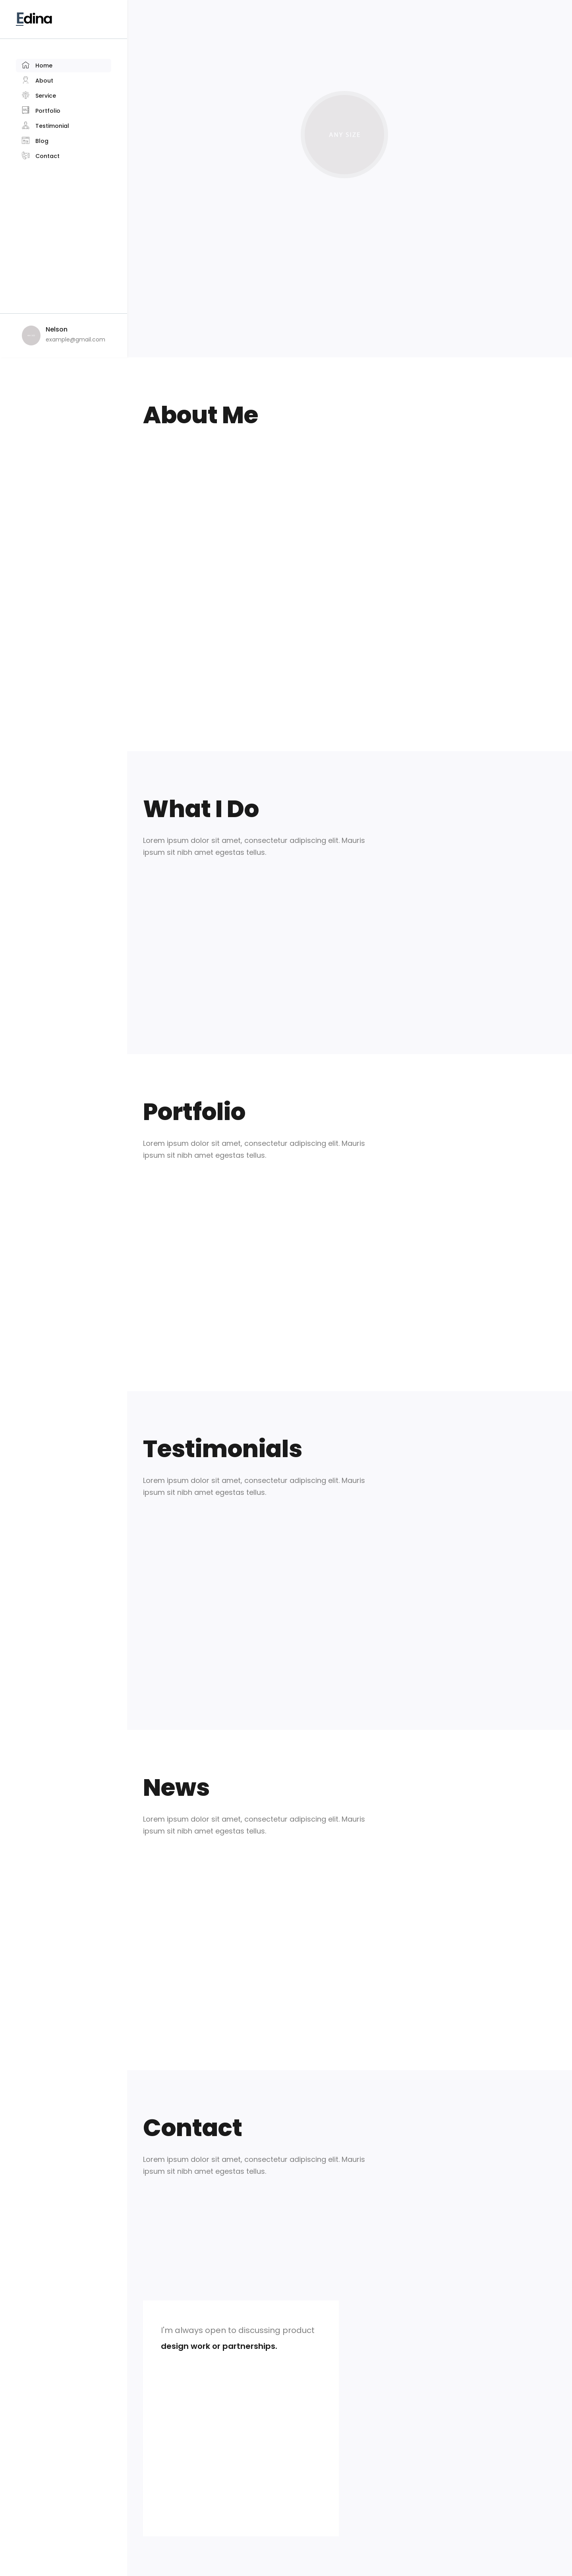 Edina
Home
About
Service
Portfolio
Testimonial
Blog
Contact
Nelson
example@gmail.com
ANY SIZE
About Me
What I Do
Lorem ipsum dolor sit amet, consectetur adipiscing elit. Mauris
ipsum sit nibh amet egestas tellus.
Portfolio
Lorem ipsum dolor sit amet, consectetur adipiscing elit. Mauris
ipsum sit nibh amet egestas tellus.
Testimonials
Lorem ipsum dolor sit amet, consectetur adipiscing elit. Mauris
ipsum sit nibh amet egestas tellus.
News
Lorem ipsum dolor sit amet, consectetur adipiscing elit. Mauris
ipsum sit nibh amet egestas tellus.
Contact
Lorem ipsum dolor sit amet, consectetur adipiscing elit. Mauris
ipsum sit nibh amet egestas tellus.
I'm always open to discussing product
design work or partnerships.